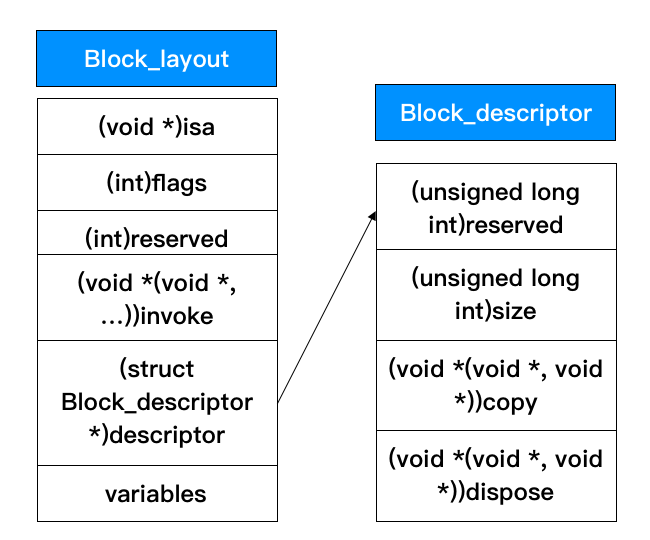 Block_layout
(void *)isa
(int)flags
(int)reserved
(void *(void *,
...))invoke
(struct
Block_descriptor
*)descriptor
variables
Block_descriptor
(unsigned long
int)reserved
(unsigned long
int)size
(void *(void *, void
*))copy
(void *(void *, void
*))dispose